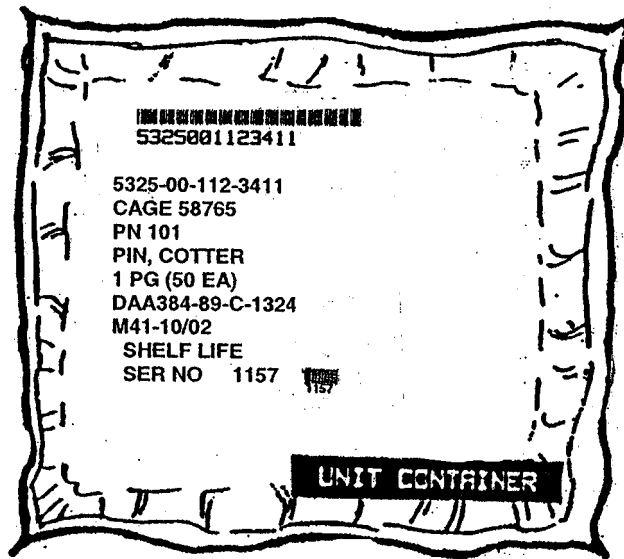 5325001123411
5325-00-112-3411
CAGE 58765
PN 101
PIN, COTTER
1 PG (50 EA)
DAA384-89-C-1324
M41-10/02
SHELF LIFE
SER NO 1157
1157
UNIT CONTAINER